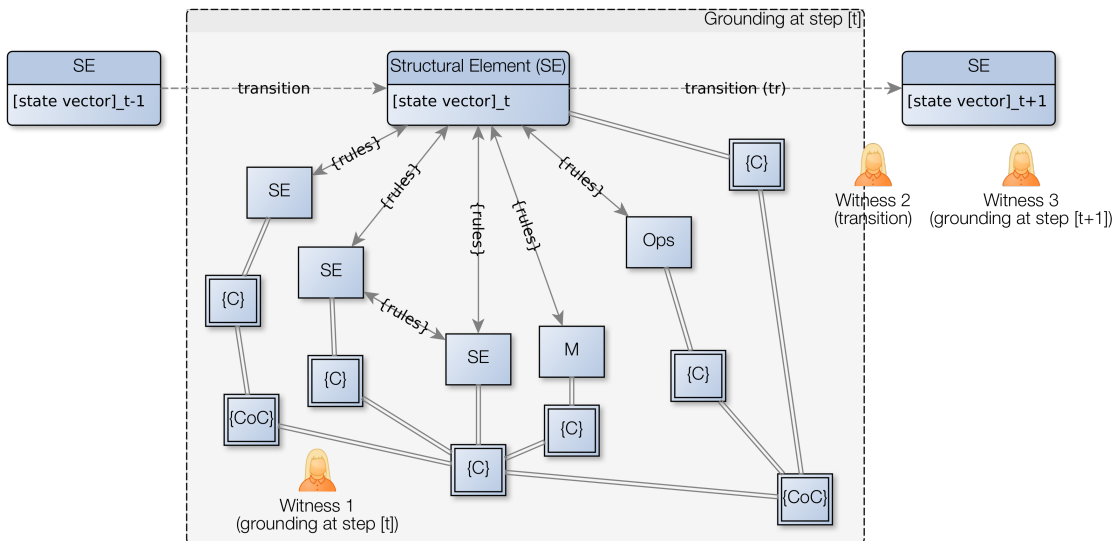 Grounding at step [t]
SE
[state vector]_t-1
transition
Structural Element (SE)
[state vector]_t
transition (tr)
SE
[state vector]_t+1
{rules}
{rules}
{rules}
{rules}
{rules}
{C}
SE
Witness 2
(transition)
Witness 3
(grounding at step [t+1])
Ops
SE
{C}
{rules}
SE
M
{C}
{C}
{CoC}
{C}
{C}
{CoC}
Witness 1
(grounding at step [t])